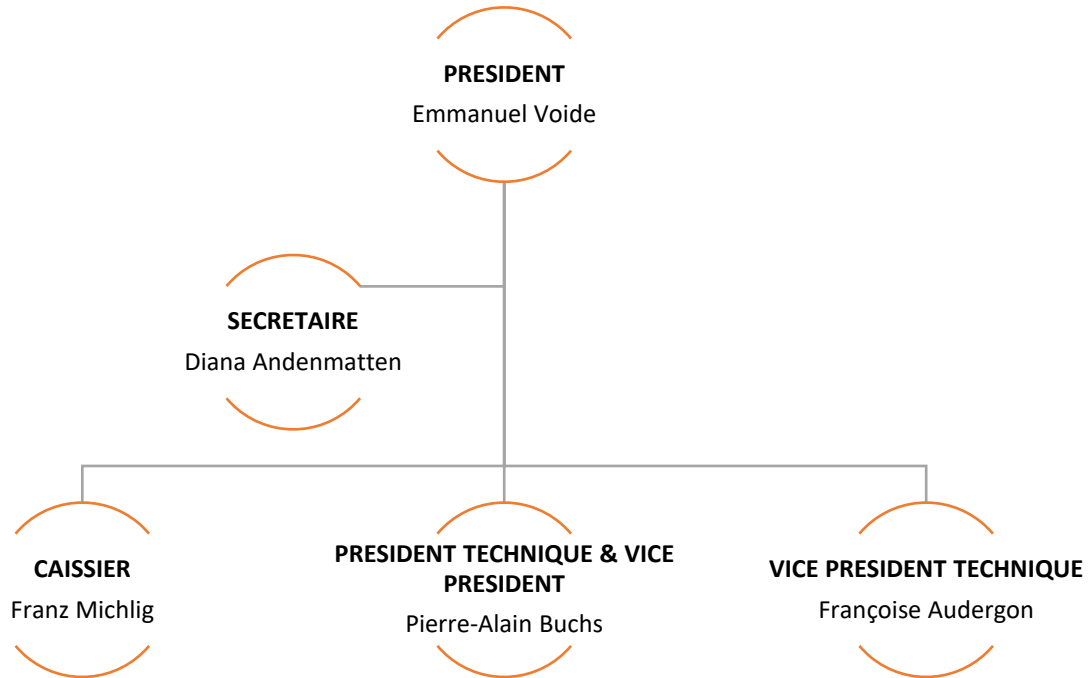 PRESIDENT
Emmanuel Voide
SECRETAIRE
Diana Andenmatten
CAISSIER
Franz Michlig
PRESIDENT TECHNIQUE & VICE
PRESIDENT
Pierre-Alain Buchs
VICE PRESIDENT TECHNIQUE
Françoise Audergon